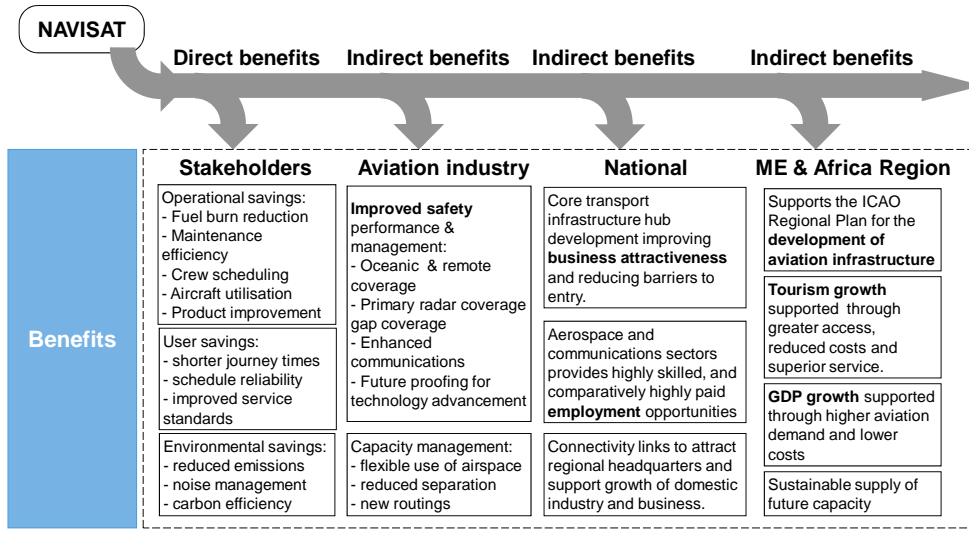 NAVISAT
Direct benefits
Indirect benefits
Indirect benefits
Indirect benefits
Benefits
Stakeholders
Operational savings:
- Fuel burn reduction
- Maintenance
efficiency
- Crew scheduling
- Aircraft utilisation
- Product improvement
User savings:
- shorter journey times
- schedule reliability
- improved service
standards
Environmental savings:
- reduced emissions
- noise management
- carbon efficiency
Aviation industry
Improved safety
performance &
management:
- Oceanic & remote
coverage
- Primary radar coverage
gap coverage
- Enhanced
communications
- Future proofing for
technology advancement
Capacity management:
- flexible use of airspace
- reduced separation
- new routings
National
Core transport
infrastructure hub
development improving
business attractiveness
and reducing barriers to
entry.
Aerospace and
communications sectors
provides highly skilled, and
comparatively highly paid
employment opportunities
Connectivity links to attract
regional headquarters and
support growth of domestic
industry and business.
ME & Africa Region
Supports the ICAO
Regional Plan for the
development of
aviation infrastructure
Tourism growth
supported through
greater access,
reduced costs and
superior service.
GDP growth supported
through higher aviation
demand and lower
costs
Sustainable supply of
future capacity